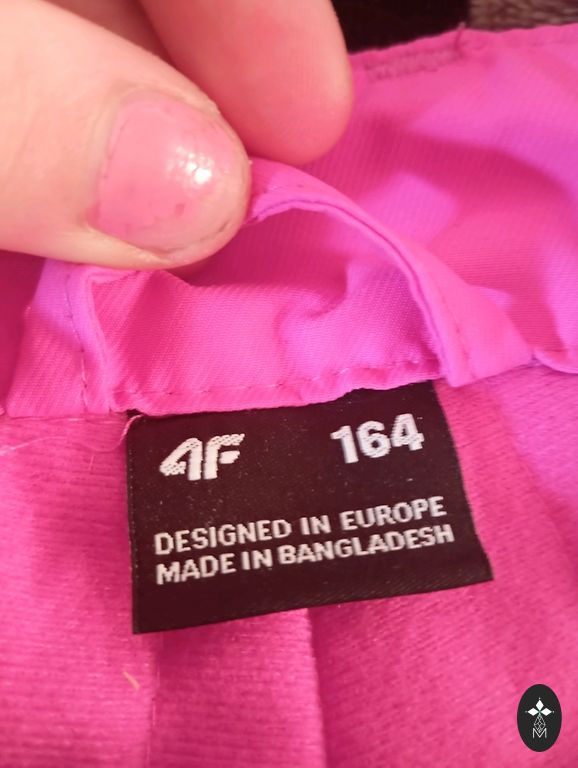 4F 164
DESIGNED IN EUROPE
MADE IN BANGLADESH
M